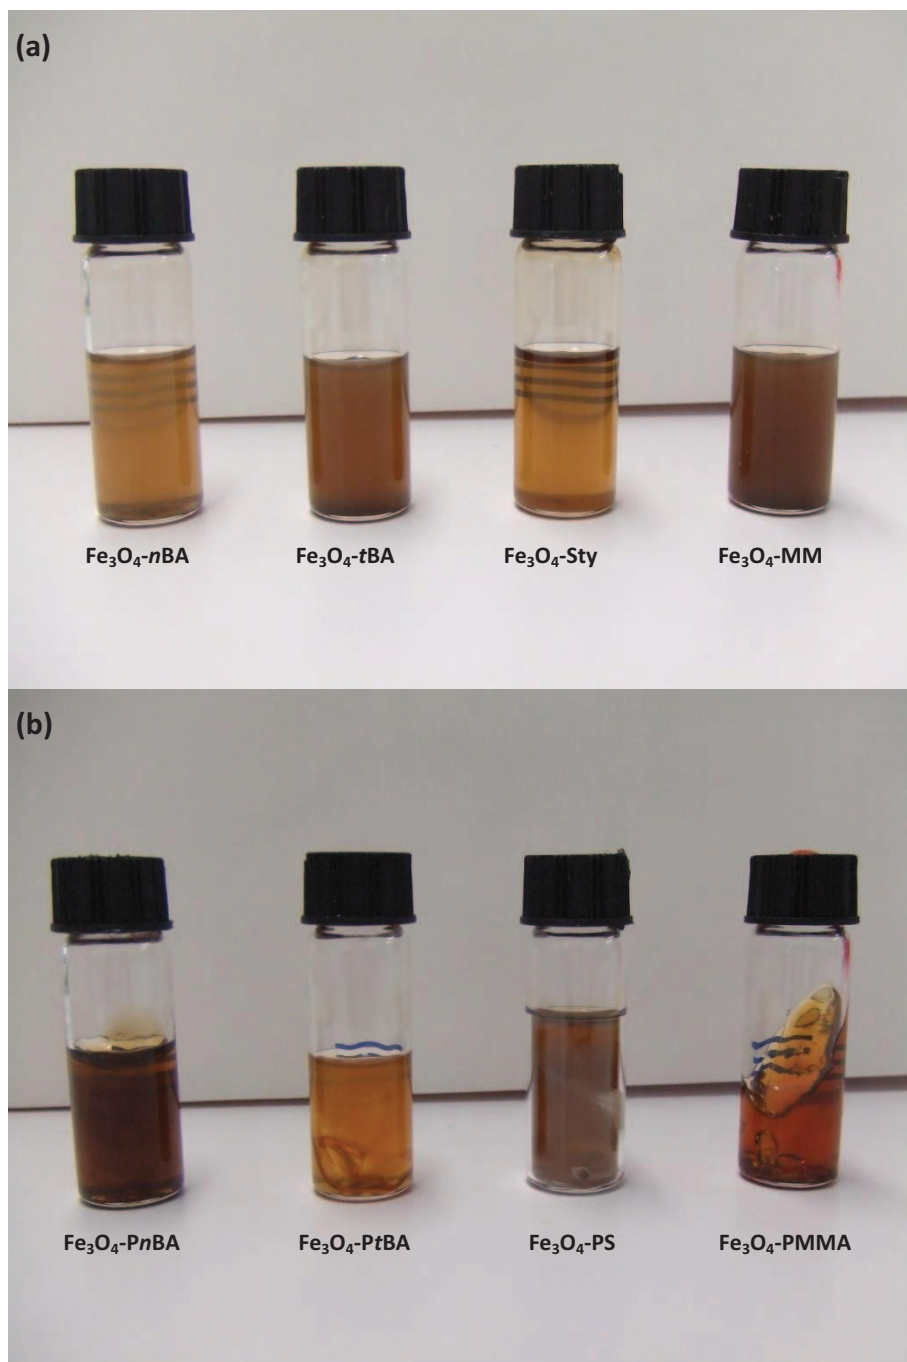 (a)
Fe₃O₄-nBA Fe₃O₄-tBA Fe₃O₄-Sty Fe₃O₄-MM
(b)
Fe₃O₄-PnBA Fe₃O₄-PtBA Fe₃O₄-PS Fe₃O₄-PMMA